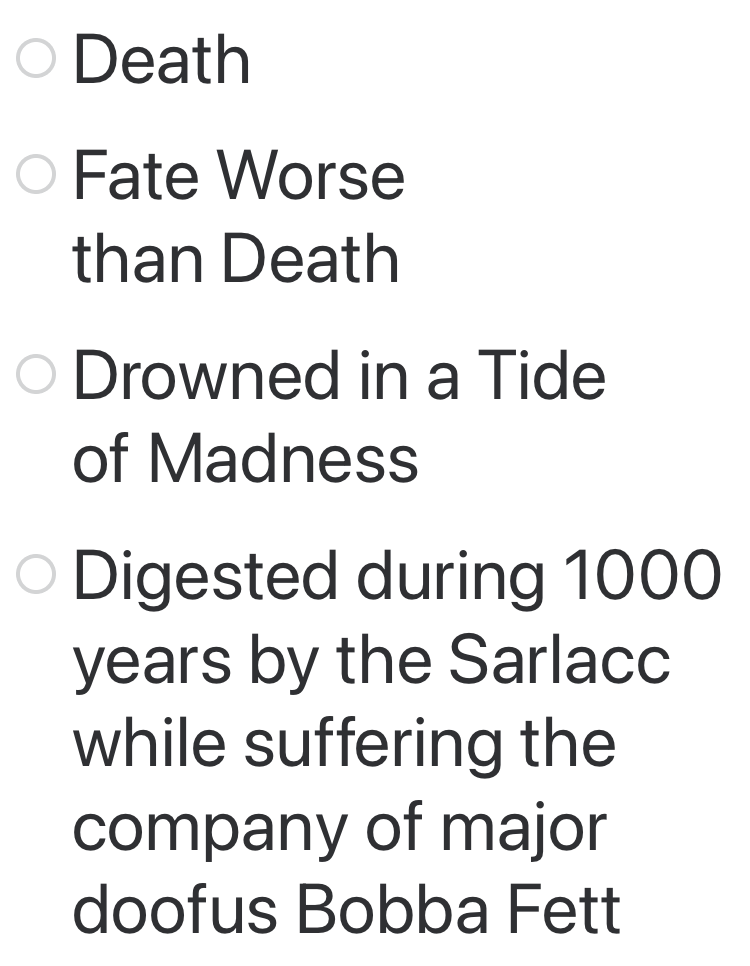 Death
Fate Worse
than Death
Drowned in a Tide
of Madness
Digested during 1000
years by the Sarlacc
while suffering the
company of major
doofus Bobba Fett